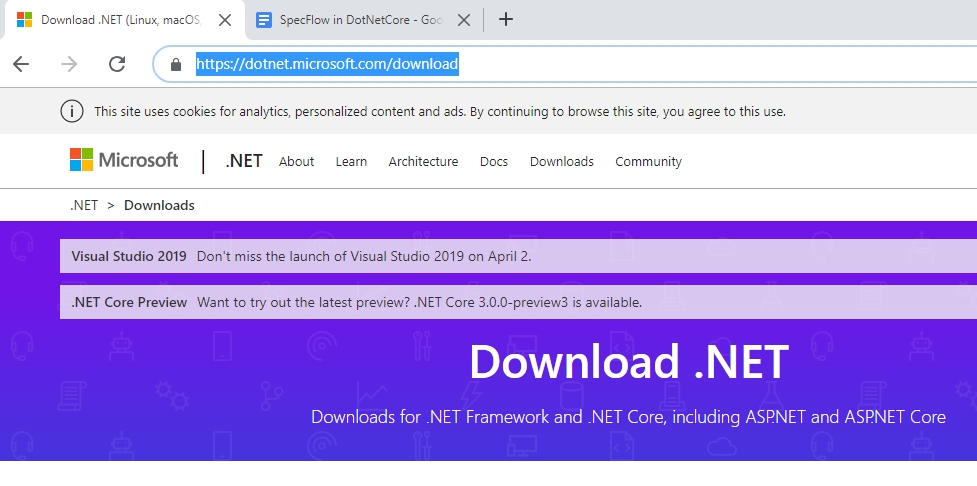 Download .NET (Linux, macOS,
SpecFlow in DotNetCore - Goo
https://dotnet.microsoft.com/download
This site uses cookies for analytics, personalized content and ads. By continuing to browse this site, you agree to this use.
Microsoft | .NET About Learn Architecture Docs Downloads Community
.NET > Downloads
Visual Studio 2019 Don't miss the launch of Visual Studio 2019 on April 2.
.NET Core Preview Want to try out the latest preview? .NET Core 3.0.0-preview3 is available.
Download .NET
Downloads for .NET Framework and .NET Core, including ASP.NET and ASP.NET Core